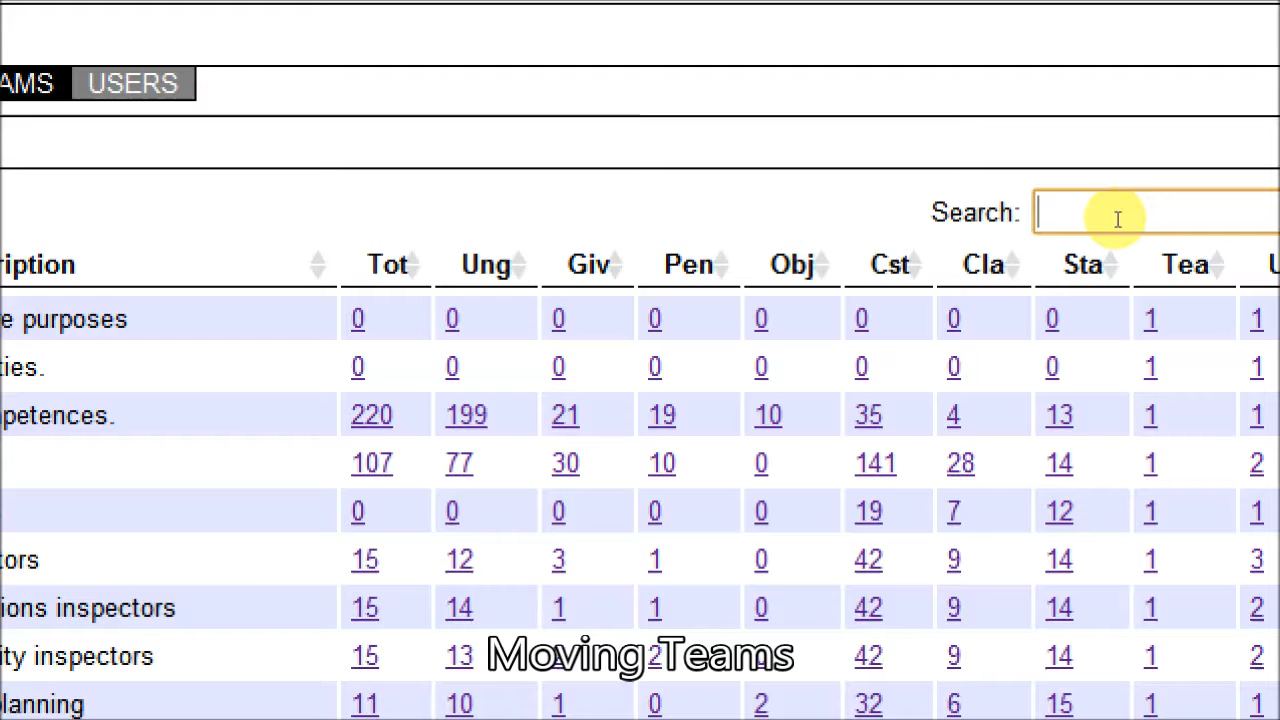 AMS USERS
Search:
ription Tot Ung Giv Pen Obj Cst Cla Sta Tea U
e purposes 0 0 0 0 0 0 0 0 1 1
ties. 0 0 0 0 0 0 0 0 1 1
petences. 220 199 21 19 10 35 4 13 1 1
107 77 30 10 0 141 28 14 1 2
0 0 0 0 0 19 7 12 1 1
tors 15 12 3 1 0 42 9 14 1 3
ions inspectors 15 14 1 1 0 42 9 14 1 2
ity inspectors 15 13 2 0 42 9 14 1 2
Moving Teams
lanning 11 10 1 0 2 32 6 15 1 1